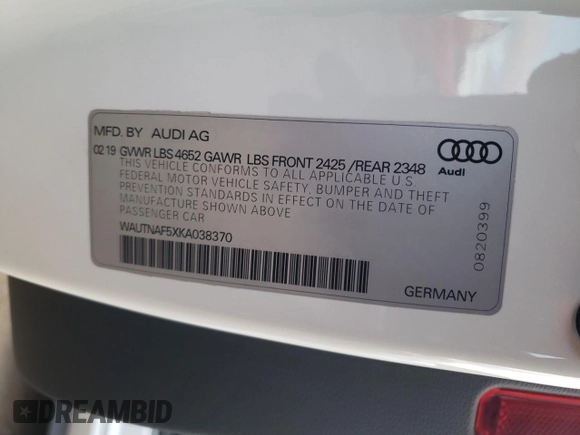 MFD. BY AUDI AG
02 19 GVWR LBS 4652 GAWR LBS FRONT 2425 /REAR 2348
THIS VEHICLE CONFORMS TO ALL APPLICABLE U.S.
FEDERAL MOTOR VEHICLE SAFETY, BUMPER AND THEFT
PREVENTION STANDARDS IN EFFECT ON THE DATE OF
MANUFACTURE SHOWN ABOVE
PASSENGER CAR
WAUTNAF5XKA038370
Audi
0820399
GERMANY
DREAMBID